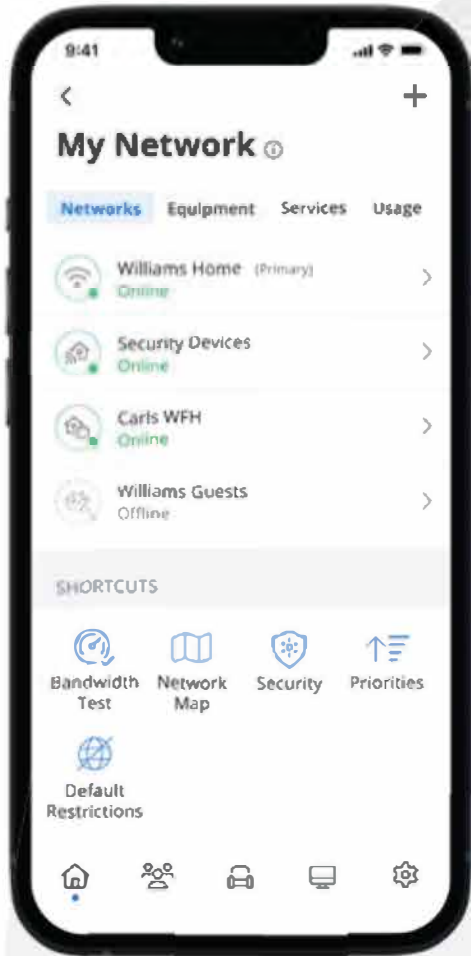 9:41
My Network
Networks Equipment Services Usage
Williams Home (Primary)
Online
Security Devices
Online
Carls WFH
Online
Williams Guests
Offline
SHORTCUTS
Bandwidth Test
Network Map
Security
Priorities
Default
Restrictions